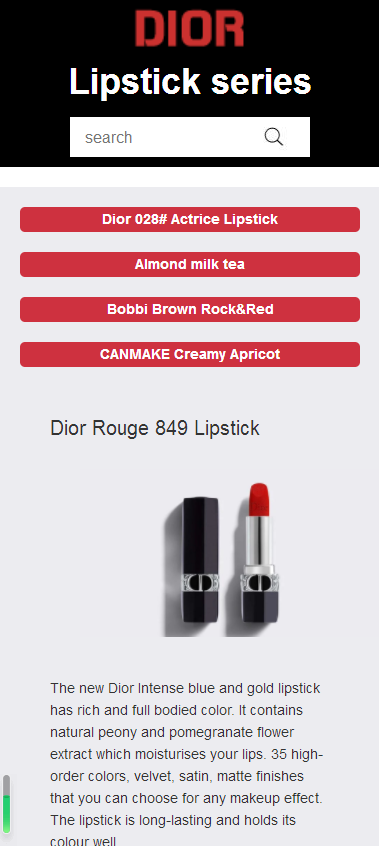 DIOR
Lipstick series
search
Dior 028# Actrice Lipstick
Almond milk tea
Bobbi Brown Rock&Red
CANMAKE Creamy Apricot
Dior Rouge 849 Lipstick
The new Dior Intense blue and gold lipstick
has rich and full bodied color. It contains
natural peony and pomegranate flower
extract which moisturises your lips. 35 high-
order colors, velvet, satin, matte finishes
that you can choose for any makeup effect.
The lipstick is long-lasting and holds its
colour well